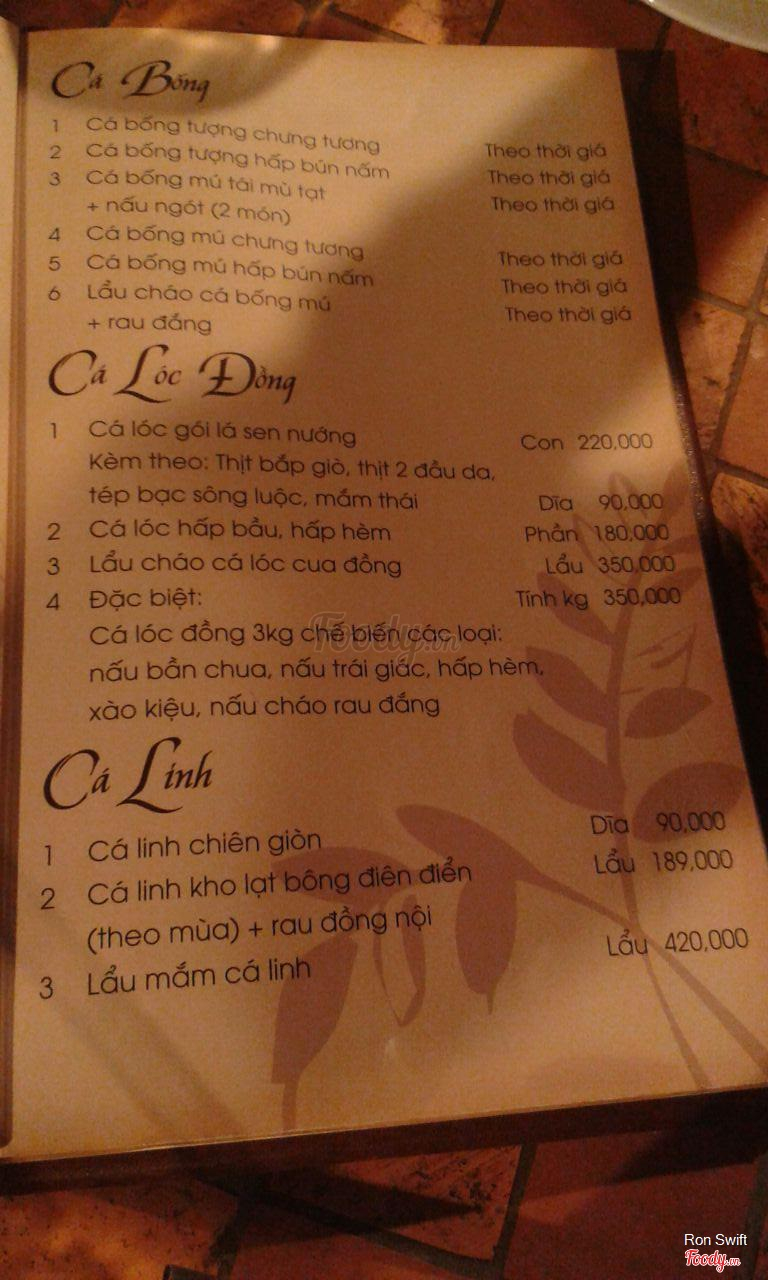 Cá Bống
1 Cá bống tượng chưng tương Theo thời giá
2 Cá bống tượng hấp bún nấm Theo thời giá
3 Cá bống mú tái mù tạt Theo thời giá
+ nấu ngót (2 món)
4 Cá bống mú chưng tương Theo thời giá
5 Cá bống mú hấp bún nấm Theo thời giá
6 Lẩu cháo cá bống mú Theo thời giá
+ rau đắng
Cá Lóc Đồng
1 Cá lóc gói lá sen nướng Con 220,000
Kèm theo: Thịt bắp giò, thịt 2 đầu da,
tép bạc sông luộc, mắm thái Dĩa 90,000
2 Cá lóc hấp bầu, hấp hèm Phần 180,000
3 Lẩu cháo cá lóc cua đồng Lẩu 350,000
4 Đặc biệt: Tính kg 350,000
Cá lóc đồng 3kg chế biến các loại:
nấu bần chua, nấu trái giác, hấp hèm,
xào kiệu, nấu cháo rau đắng
Cá Linh
1 Cá linh chiên giòn Dĩa 90,000
2 Cá linh kho lạt bông điên điển Lẩu 189,000
(theo mùa) + rau đồng nội
3 Lẩu mắm cá linh Lẩu 420,000
Foody.vn
Ron Swift
Foody.vn